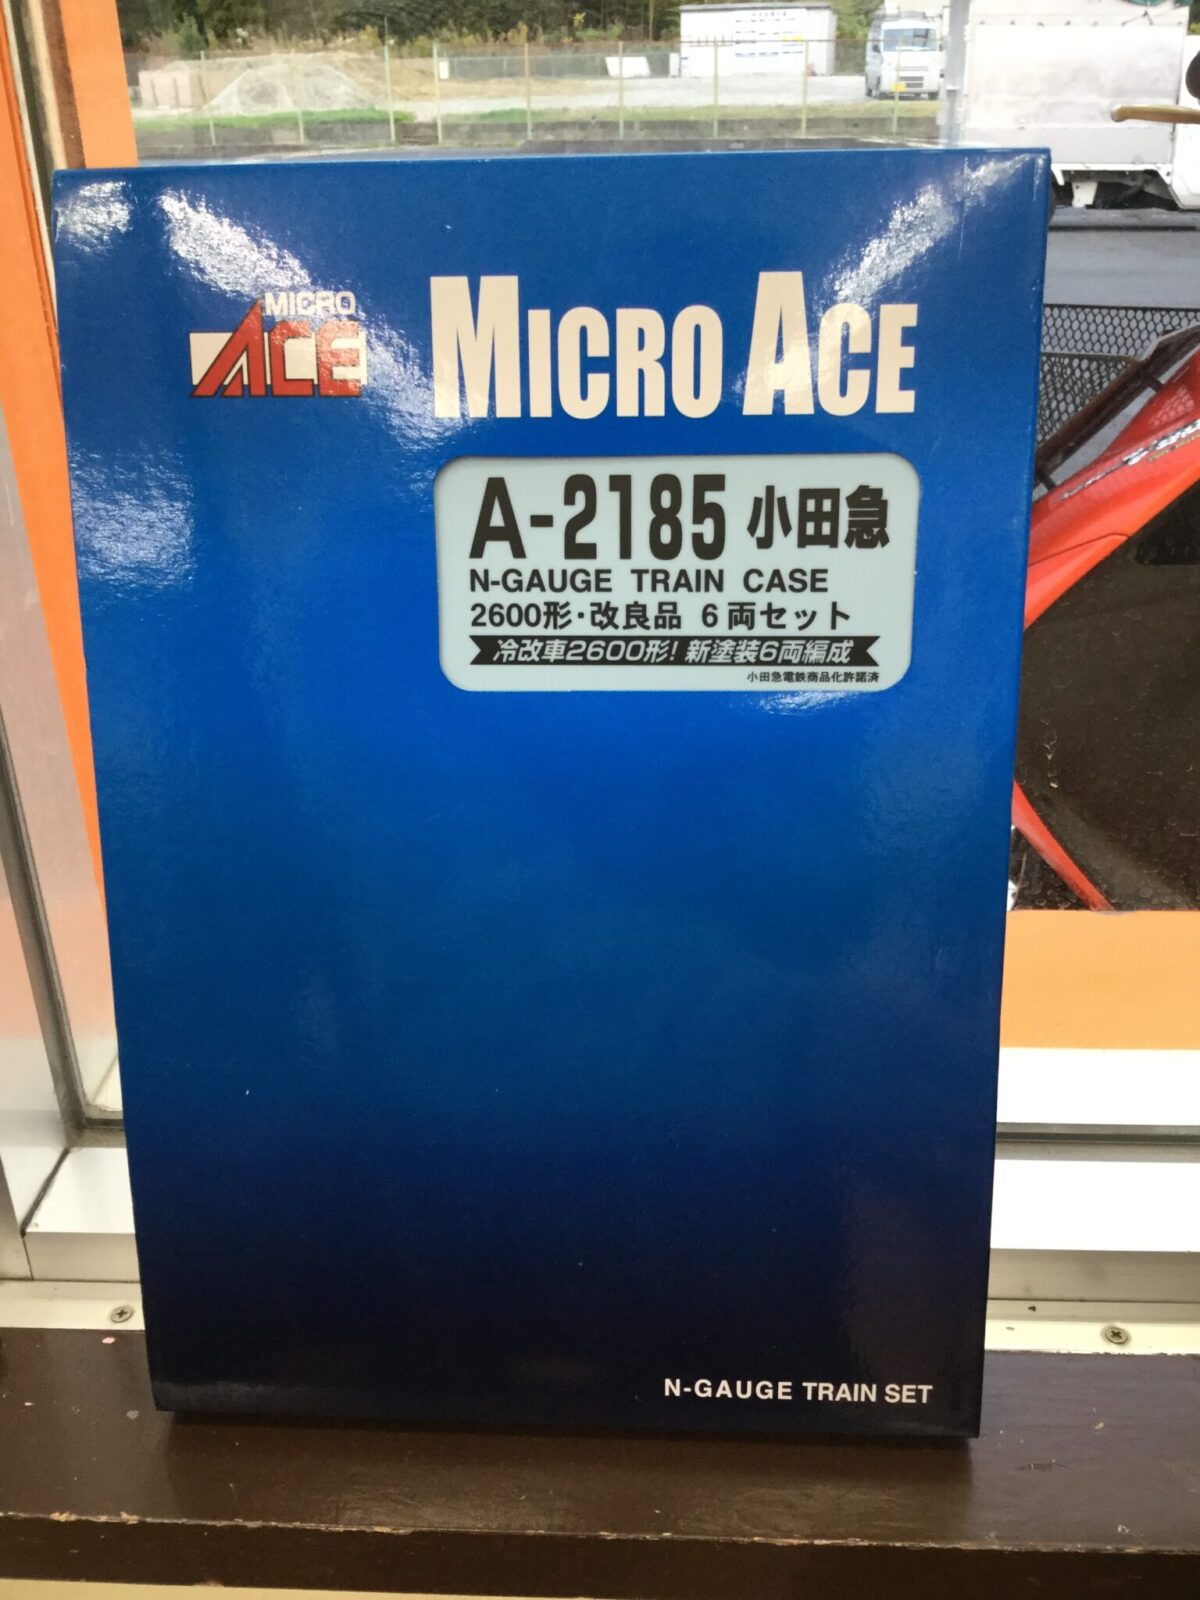 MICRO
ACE
MICRO ACE
A-2185 小田急
N-GAUGE TRAIN CASE
2600形・改良品 6両セット
冷改車2600形! 新塗装6両編成
小田急電鉄商品化許諾済
N-GAUGE TRAIN SET